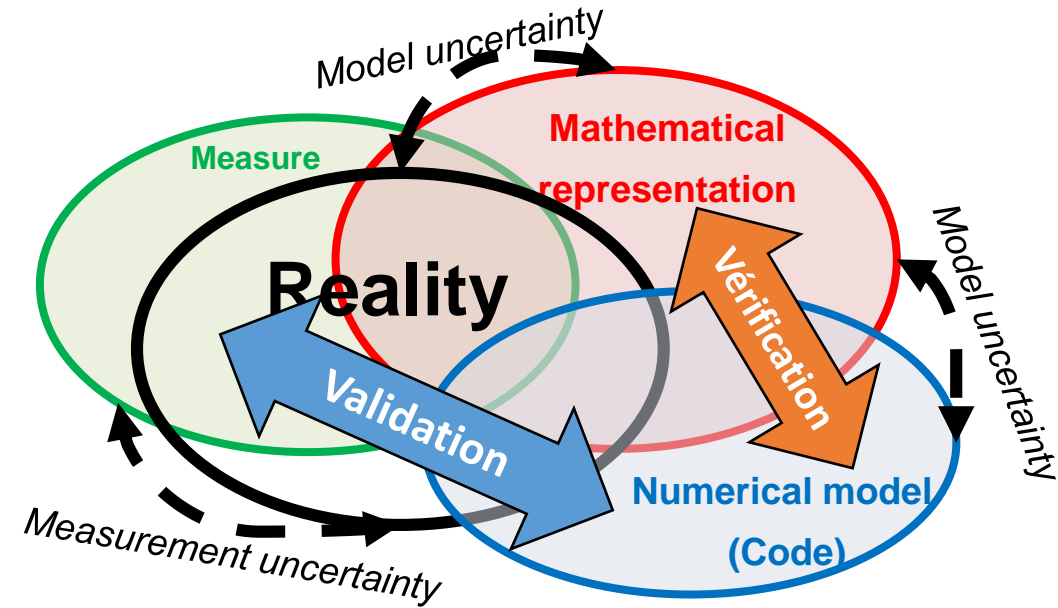 Model uncertainty
Measure
Mathematical
representation
Reality
Vérification
Model uncertainty
Validation
Numerical model
(Code)
Measurement uncertainty